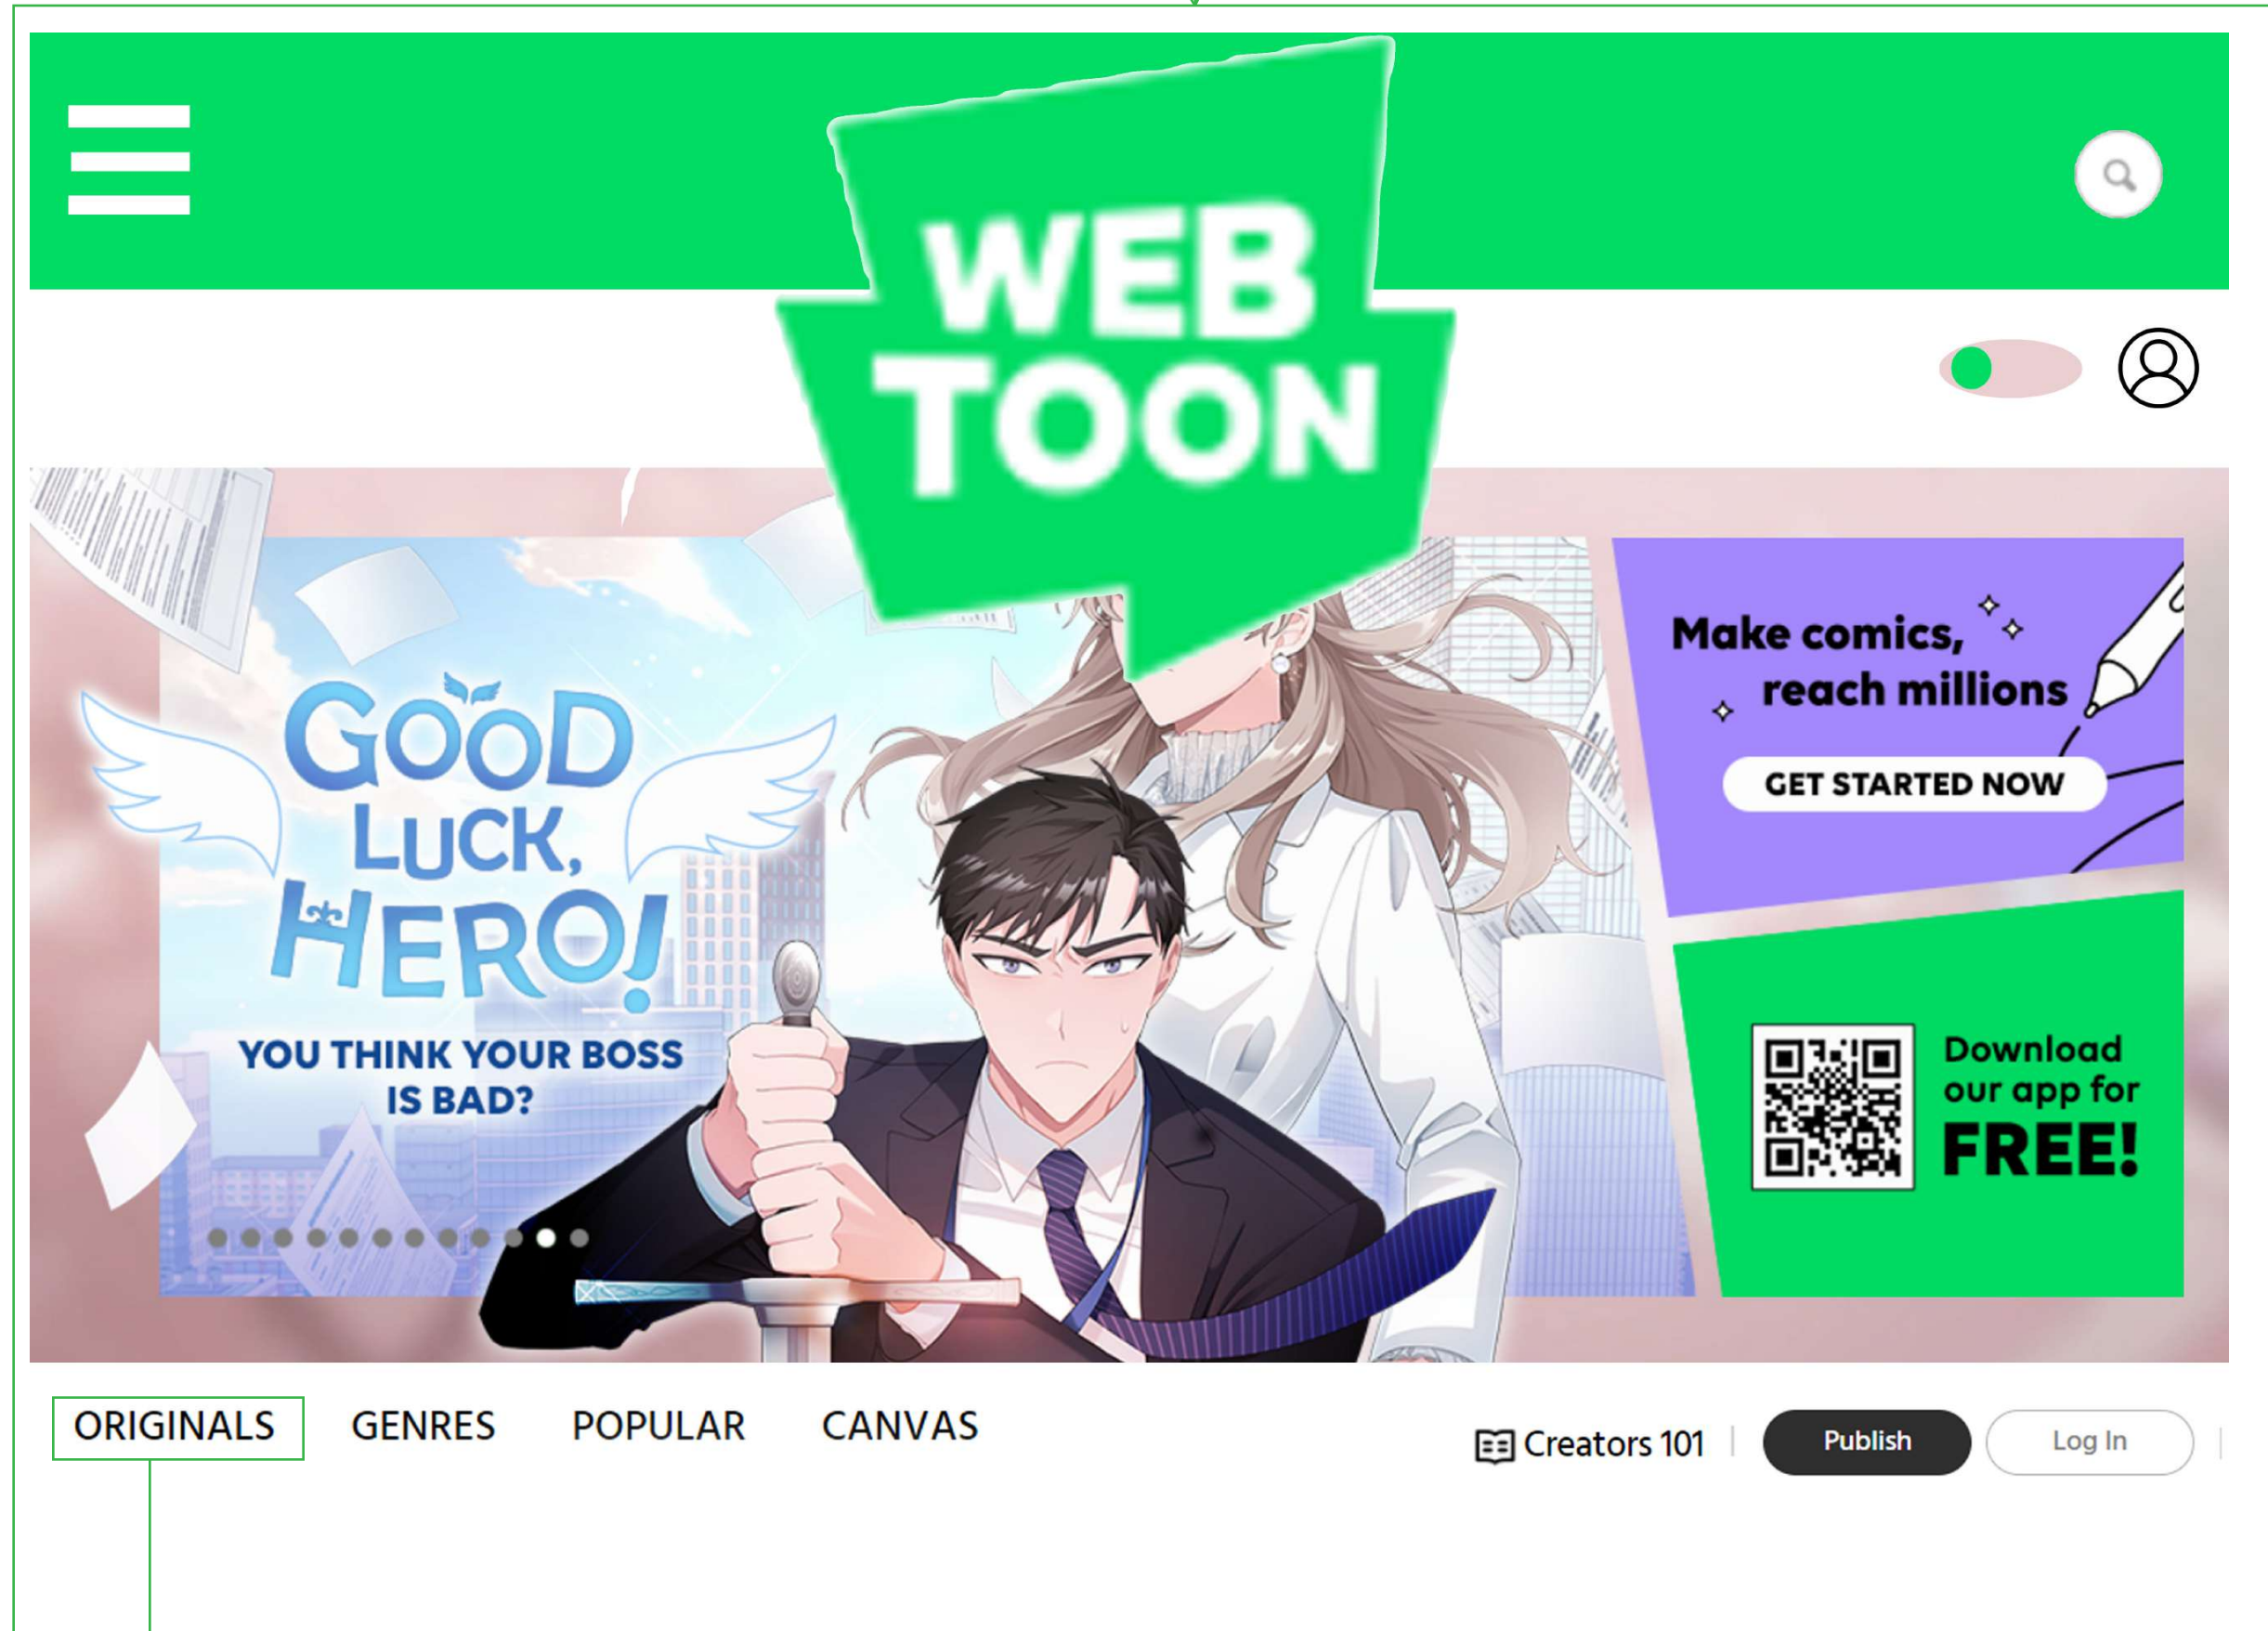 WEB
TOON
GOOD
LUCK,
HERO!
YOU THINK YOUR BOSS
IS BAD?
Make comics,
reach millions
GET STARTED NOW
Download
our app for
FREE!
ORIGINALS GENRES POPULAR CANVAS
Creators 101 Publish Log In